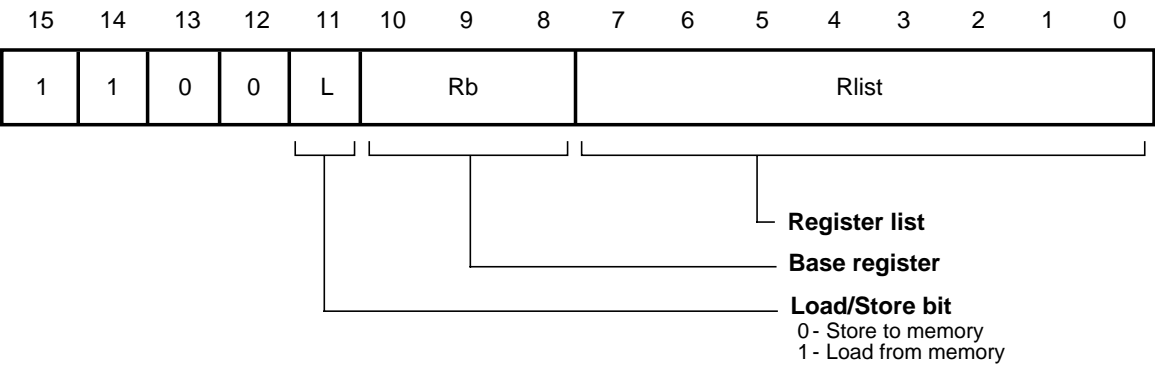 15 14 13 12 11 10 9 8 7 6 5 4 3 2 1 0
1 1 0 0 L Rb Rlist
Register list
Base register
Load/Store bit
0 - Store to memory
1 - Load from memory